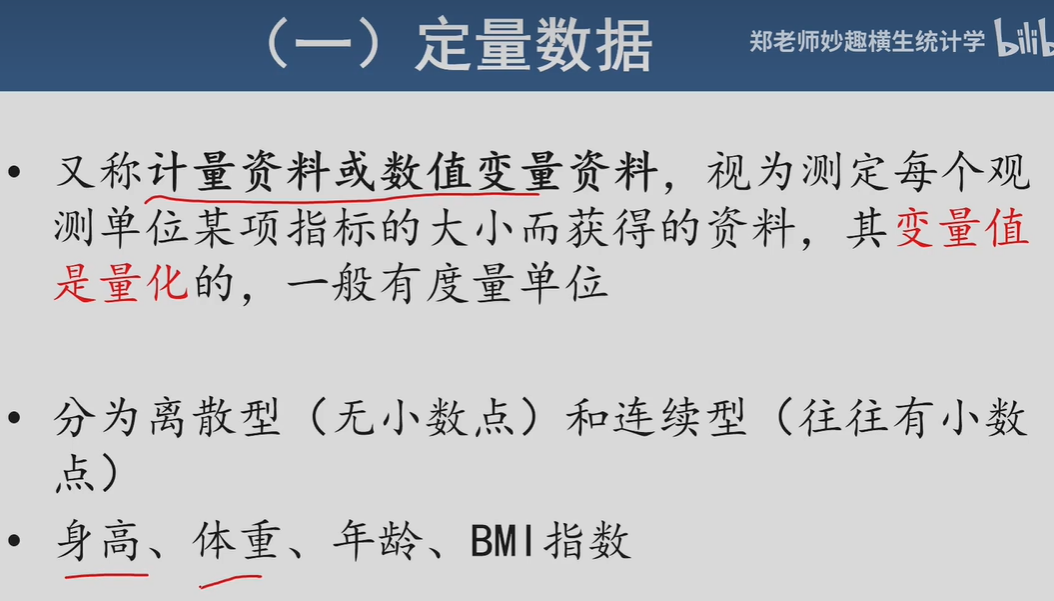 （一）定量数据
郑老师妙趣横生统计学 bilib
• 又称计量资料或数值变量资料，视为测定每个观
测单位某项指标的大小而获得的资料，其变量值
是量化的，一般有度量单位
• 分为离散型（无小数点）和连续型（往往有小数
点）
• 身高、体重、年龄、BMI指数